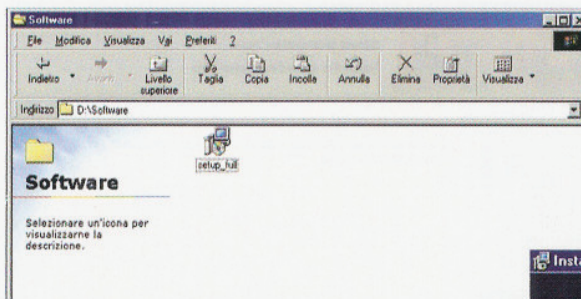 Software
File Modifica Visualizza Vai Preferiti ?
Indietro Avanti Livello superiore Taglia Copia Incolla Annulla Elimina Proprietà Visualizza
Indirizzo D:\Software
setup_full
Software
Selezionare un'icona per
visualizzarne la
descrizione.
Insta